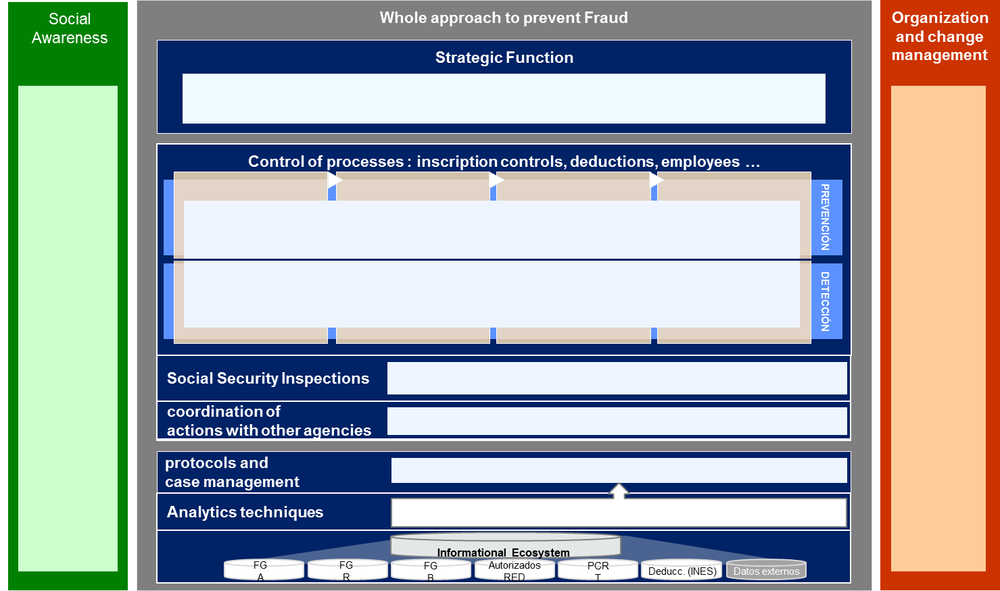 Social
Awareness
Whole approach to prevent Fraud
Organization
and change
management
Strategic Function
Control of processes : inscription controls, deductions, employees …
PREVENCIÓN
DETECCIÓN
Social Security Inspections
coordination of
actions with other agencies
protocols and
case management
Analytics techniques
Informational Ecosystem
FG
A
FG
R
FG
B
Autorizados
RED
PCR
T
Deducc. (INES)
Datos externos